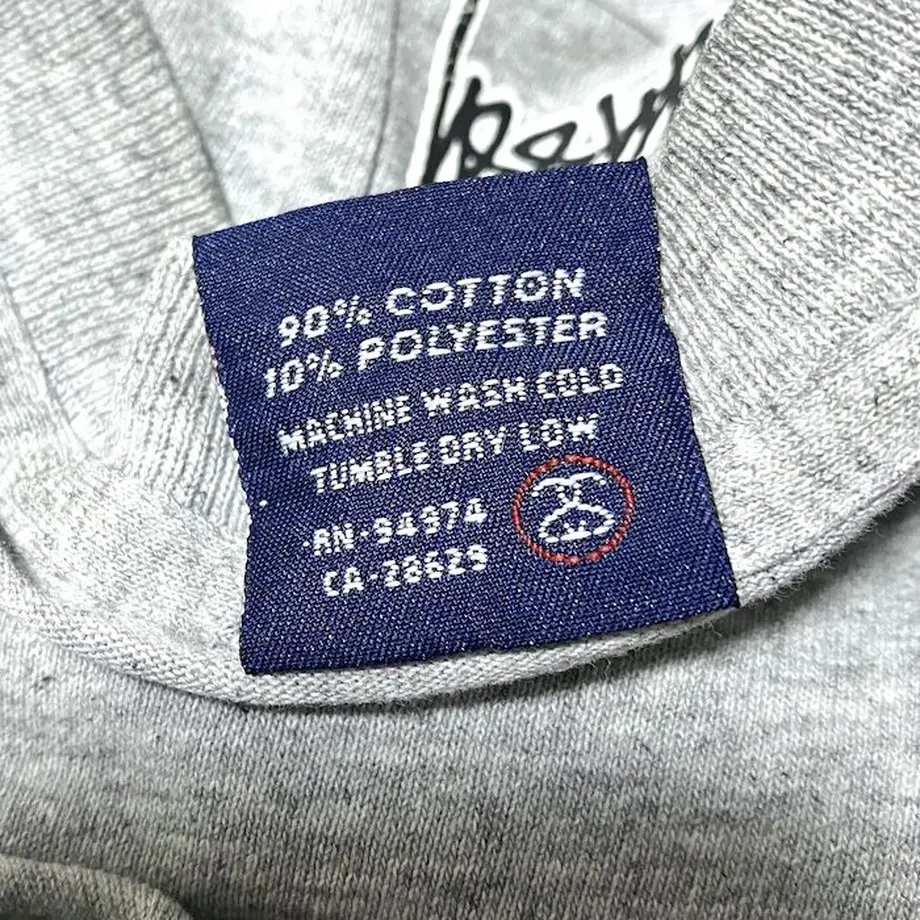 90% COTTON
10% POLYESTER
MACHINE WASH COLD
TUMBLE DRY LOW
RN-94974
CA-28629